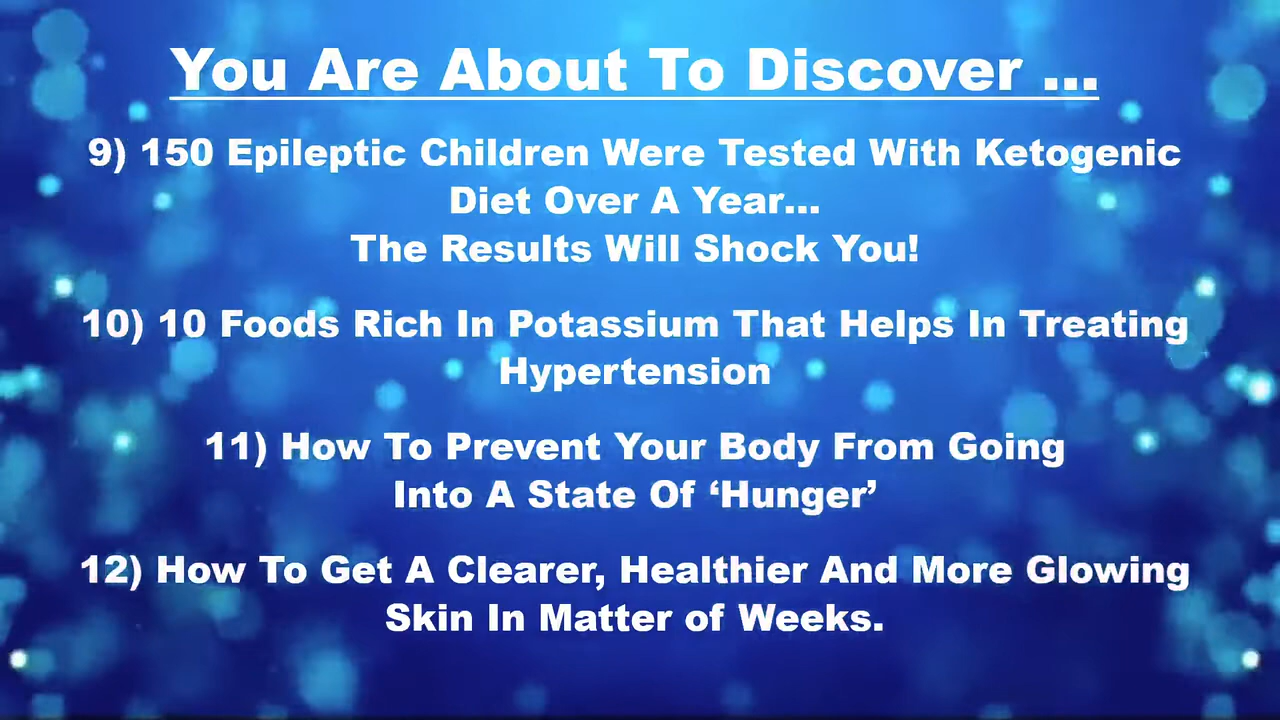 You Are About To Discover ...
9) 150 Epileptic Children Were Tested With Ketogenic
Diet Over A Year...
The Results Will Shock You!
10) 10 Foods Rich In Potassium That Helps In Treating
Hypertension
11) How To Prevent Your Body From Going
Into A State Of ‘Hunger’
12) How To Get A Clearer, Healthier And More Glowing
Skin In Matter of Weeks.